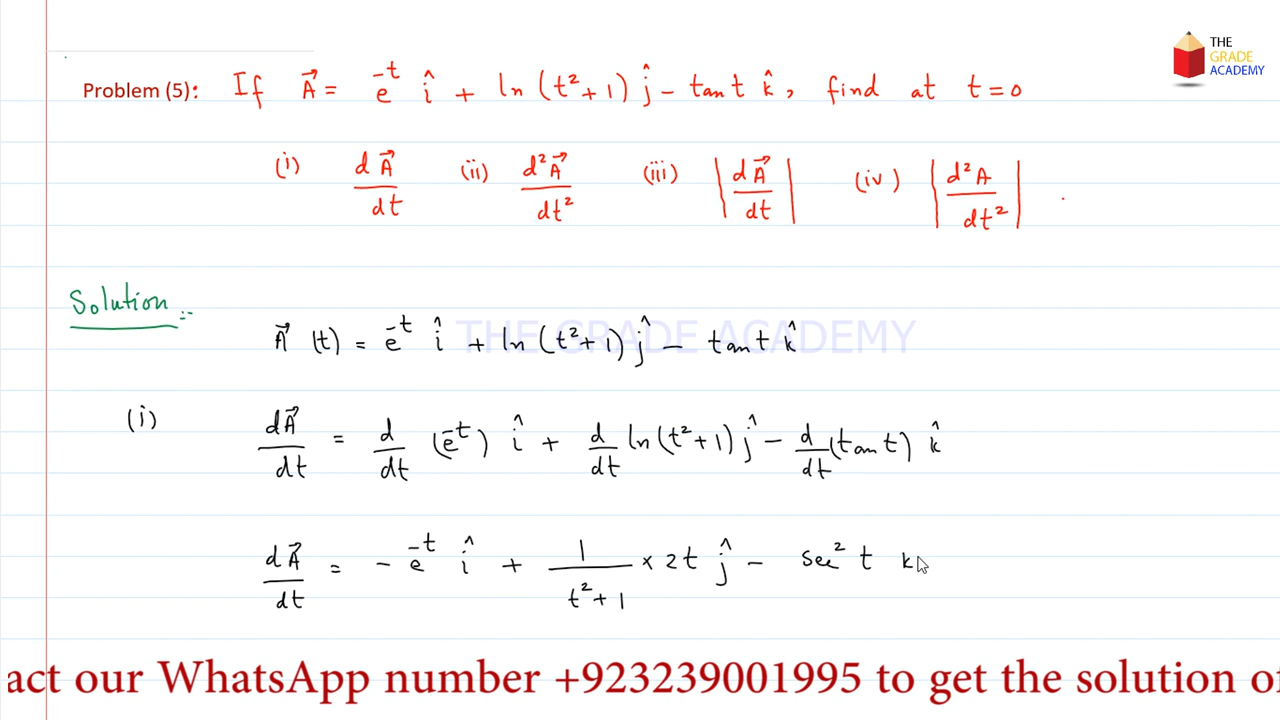 THE
GRADE
ACADEMY
Problem (5): If A⃗ = e^-t î + ln (t²+1) ĵ - tan t k̂, find at t=0
(i) dA⃗/dt (ii) d²A⃗/dt² (iii) |dA⃗/dt| (iv) |d²A/dt²|
Solution :-
THE GRADE ACADEMY
A⃗ (t) = e^-t î + ln (t²+1) ĵ - tan t k̂
(i) dA⃗/dt = d/dt (e^-t) î + d/dt ln (t²+1) ĵ - d/dt (tan t) k̂
dA⃗/dt = - e^-t î + 1/(t²+1) × 2t ĵ - sec² t k
act our WhatsApp number +923239001995 to get the solution of